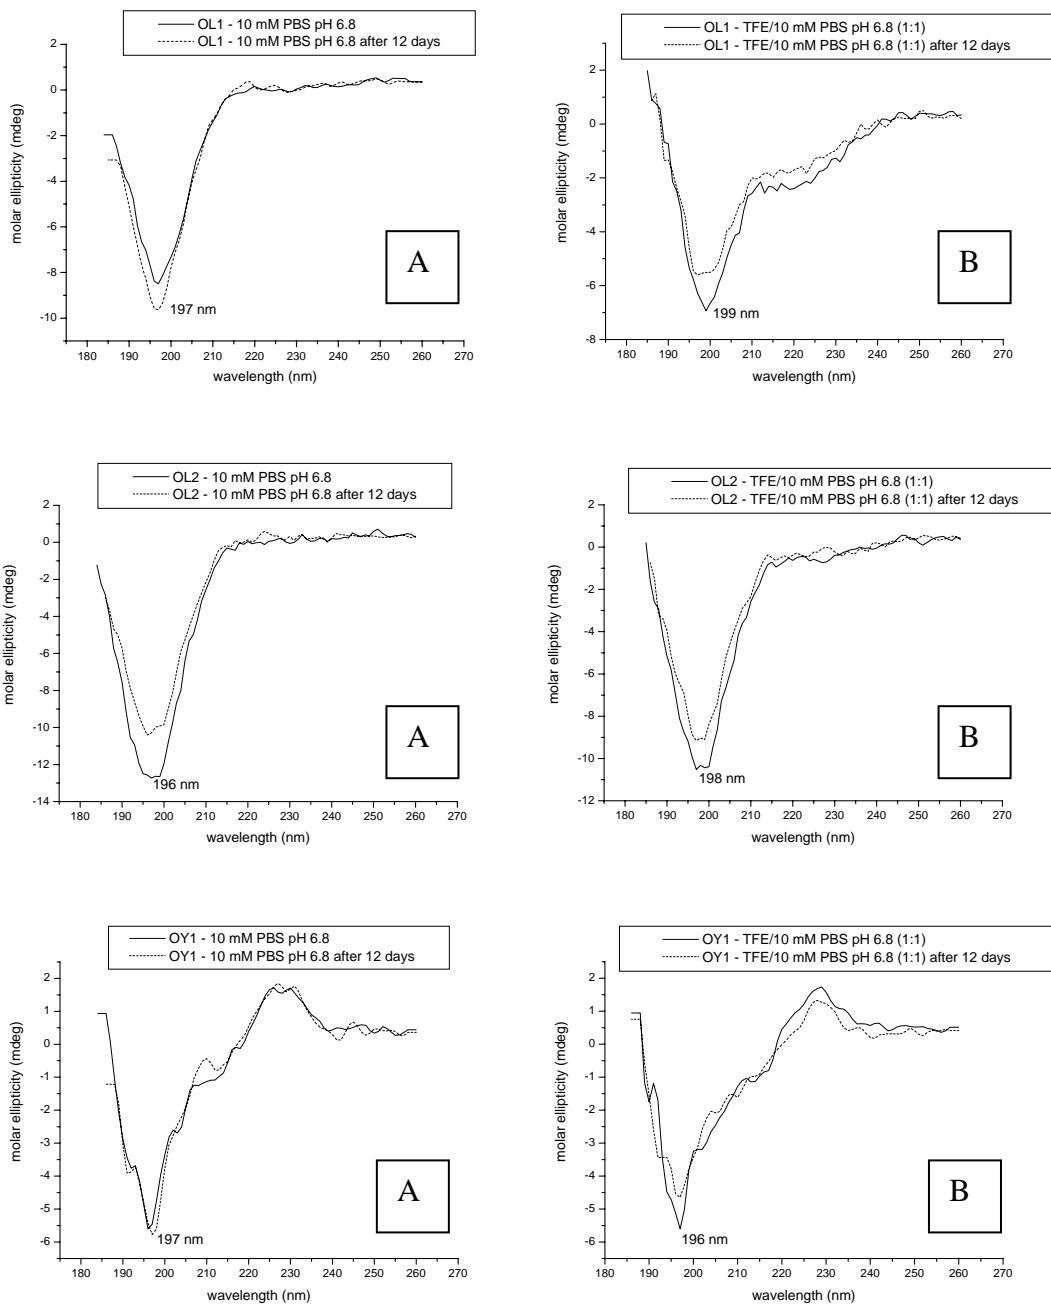 OL1 - 10 mM PBS pH 6.8
OL1 - 10 mM PBS pH 6.8 after 12 days
2
0
-2
-4
-6
-8
-10
molar ellipticity (mdeg)
A
197 nm
180 190 200 210 220 230 240 250 260 270
wavelength (nm)
OL1 - TFE/10 mM PBS pH 6.8 (1:1)
OL1 - TFE/10 mM PBS pH 6.8 (1:1) after 12 days
2
0
-2
-4
-6
-8
molar ellipticity (mdeg)
B
199 nm
180 190 200 210 220 230 240 250 260 270
wavelength (nm)
OL2 - 10 mM PBS pH 6.8
OL2 - 10 mM PBS pH 6.8 after 12 days
2
0
-2
-4
-6
-8
-10
-12
-14
molar ellipticity (mdeg)
A
196 nm
180 190 200 210 220 230 240 250 260 270
wavelength (nm)
OL2 - TFE/10 mM PBS pH 6.8 (1:1)
OL2 - TFE/10 mM PBS pH 6.8 (1:1) after 12 days
2
0
-2
-4
-6
-8
-10
-12
molar ellipticity (mdeg)
B
198 nm
180 190 200 210 220 230 240 250 260 270
wavelength (nm)
OY1 - 10 mM PBS pH 6.8
OY1 - 10 mM PBS pH 6.8 after 12 days
2
1
0
-1
-2
-3
-4
-5
-6
molar ellipticity (mdeg)
A
197 nm
180 190 200 210 220 230 240 250 260 270
wavelength (nm)
OY1 - TFE/10 mM PBS pH 6.8 (1:1)
OY1 - TFE/10 mM PBS pH 6.8 (1:1) after 12 days
2
1
0
-1
-2
-3
-4
-5
-6
molar ellipticity (mdeg)
B
196 nm
180 190 200 210 220 230 240 250 260 270
wavelength (nm)